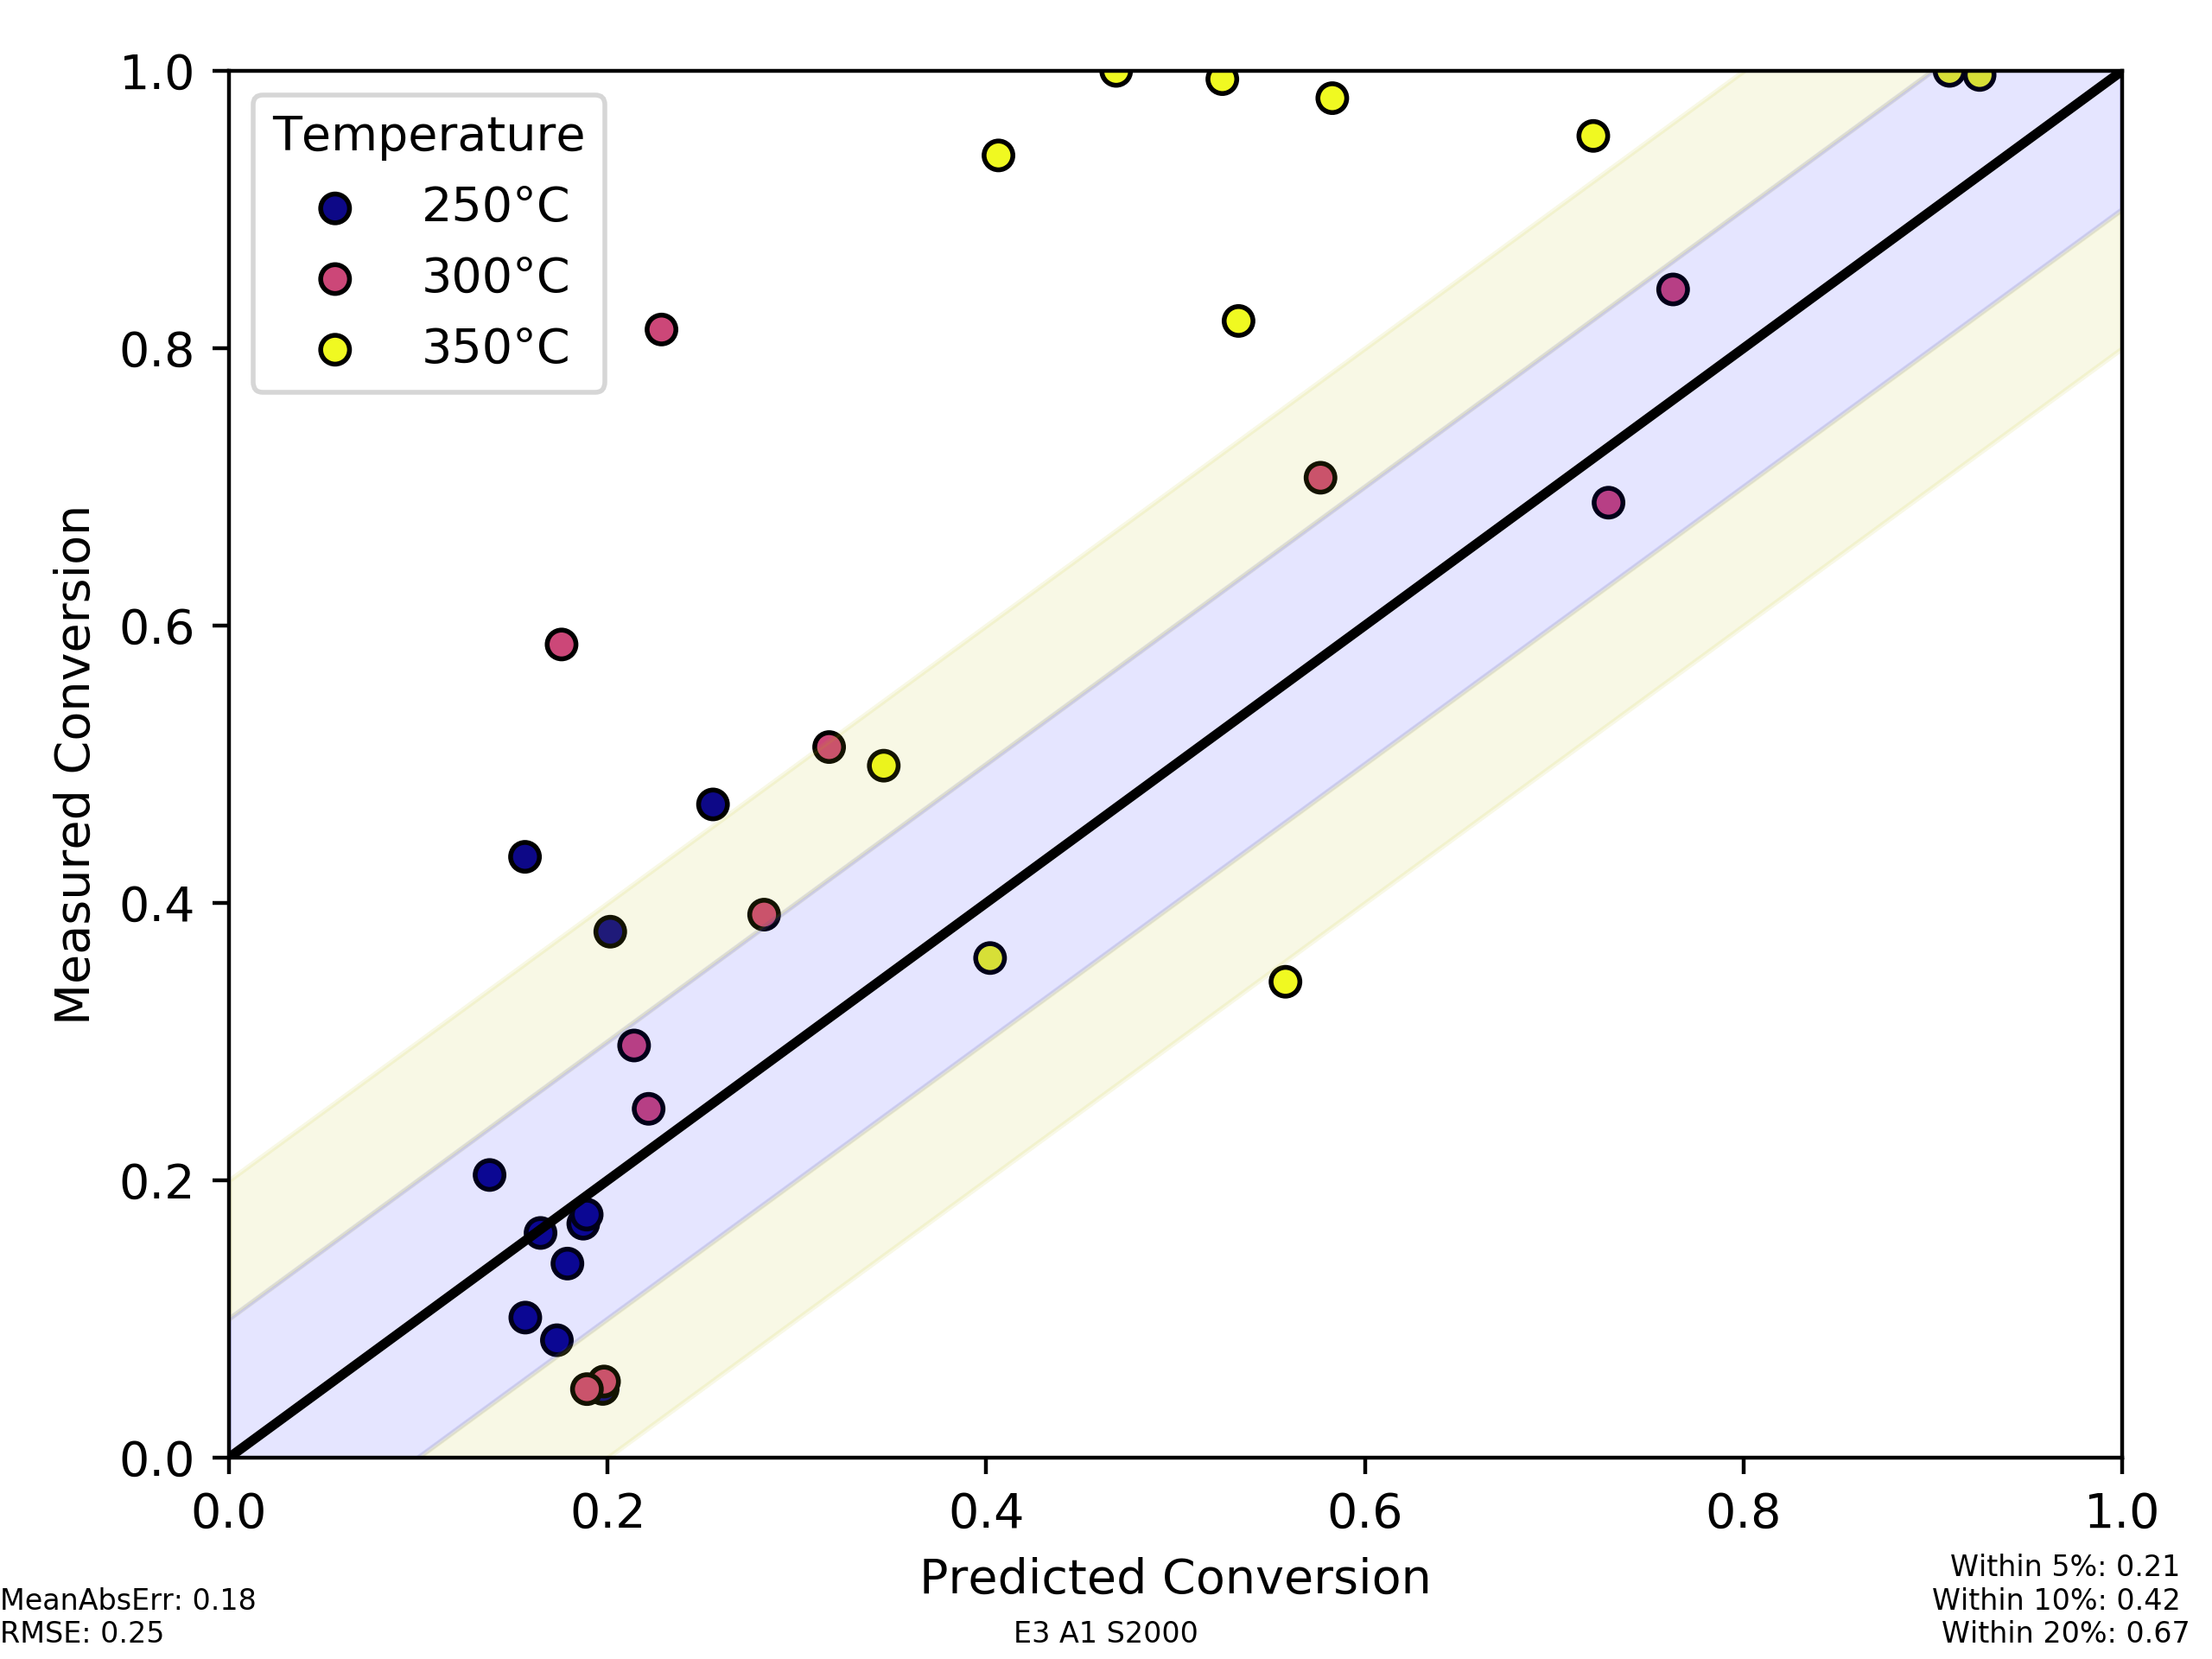 1.0
0.8
0.6
0.4
0.2
0.0
Measured Conversion
Temperature
250°C
300°C
350°C
0.0 0.2 0.4 0.6 0.8 1.0
Predicted Conversion
MeanAbsErr: 0.18
RMSE: 0.25
E3 A1 S2000
Within 5%: 0.21
Within 10%: 0.42
Within 20%: 0.67